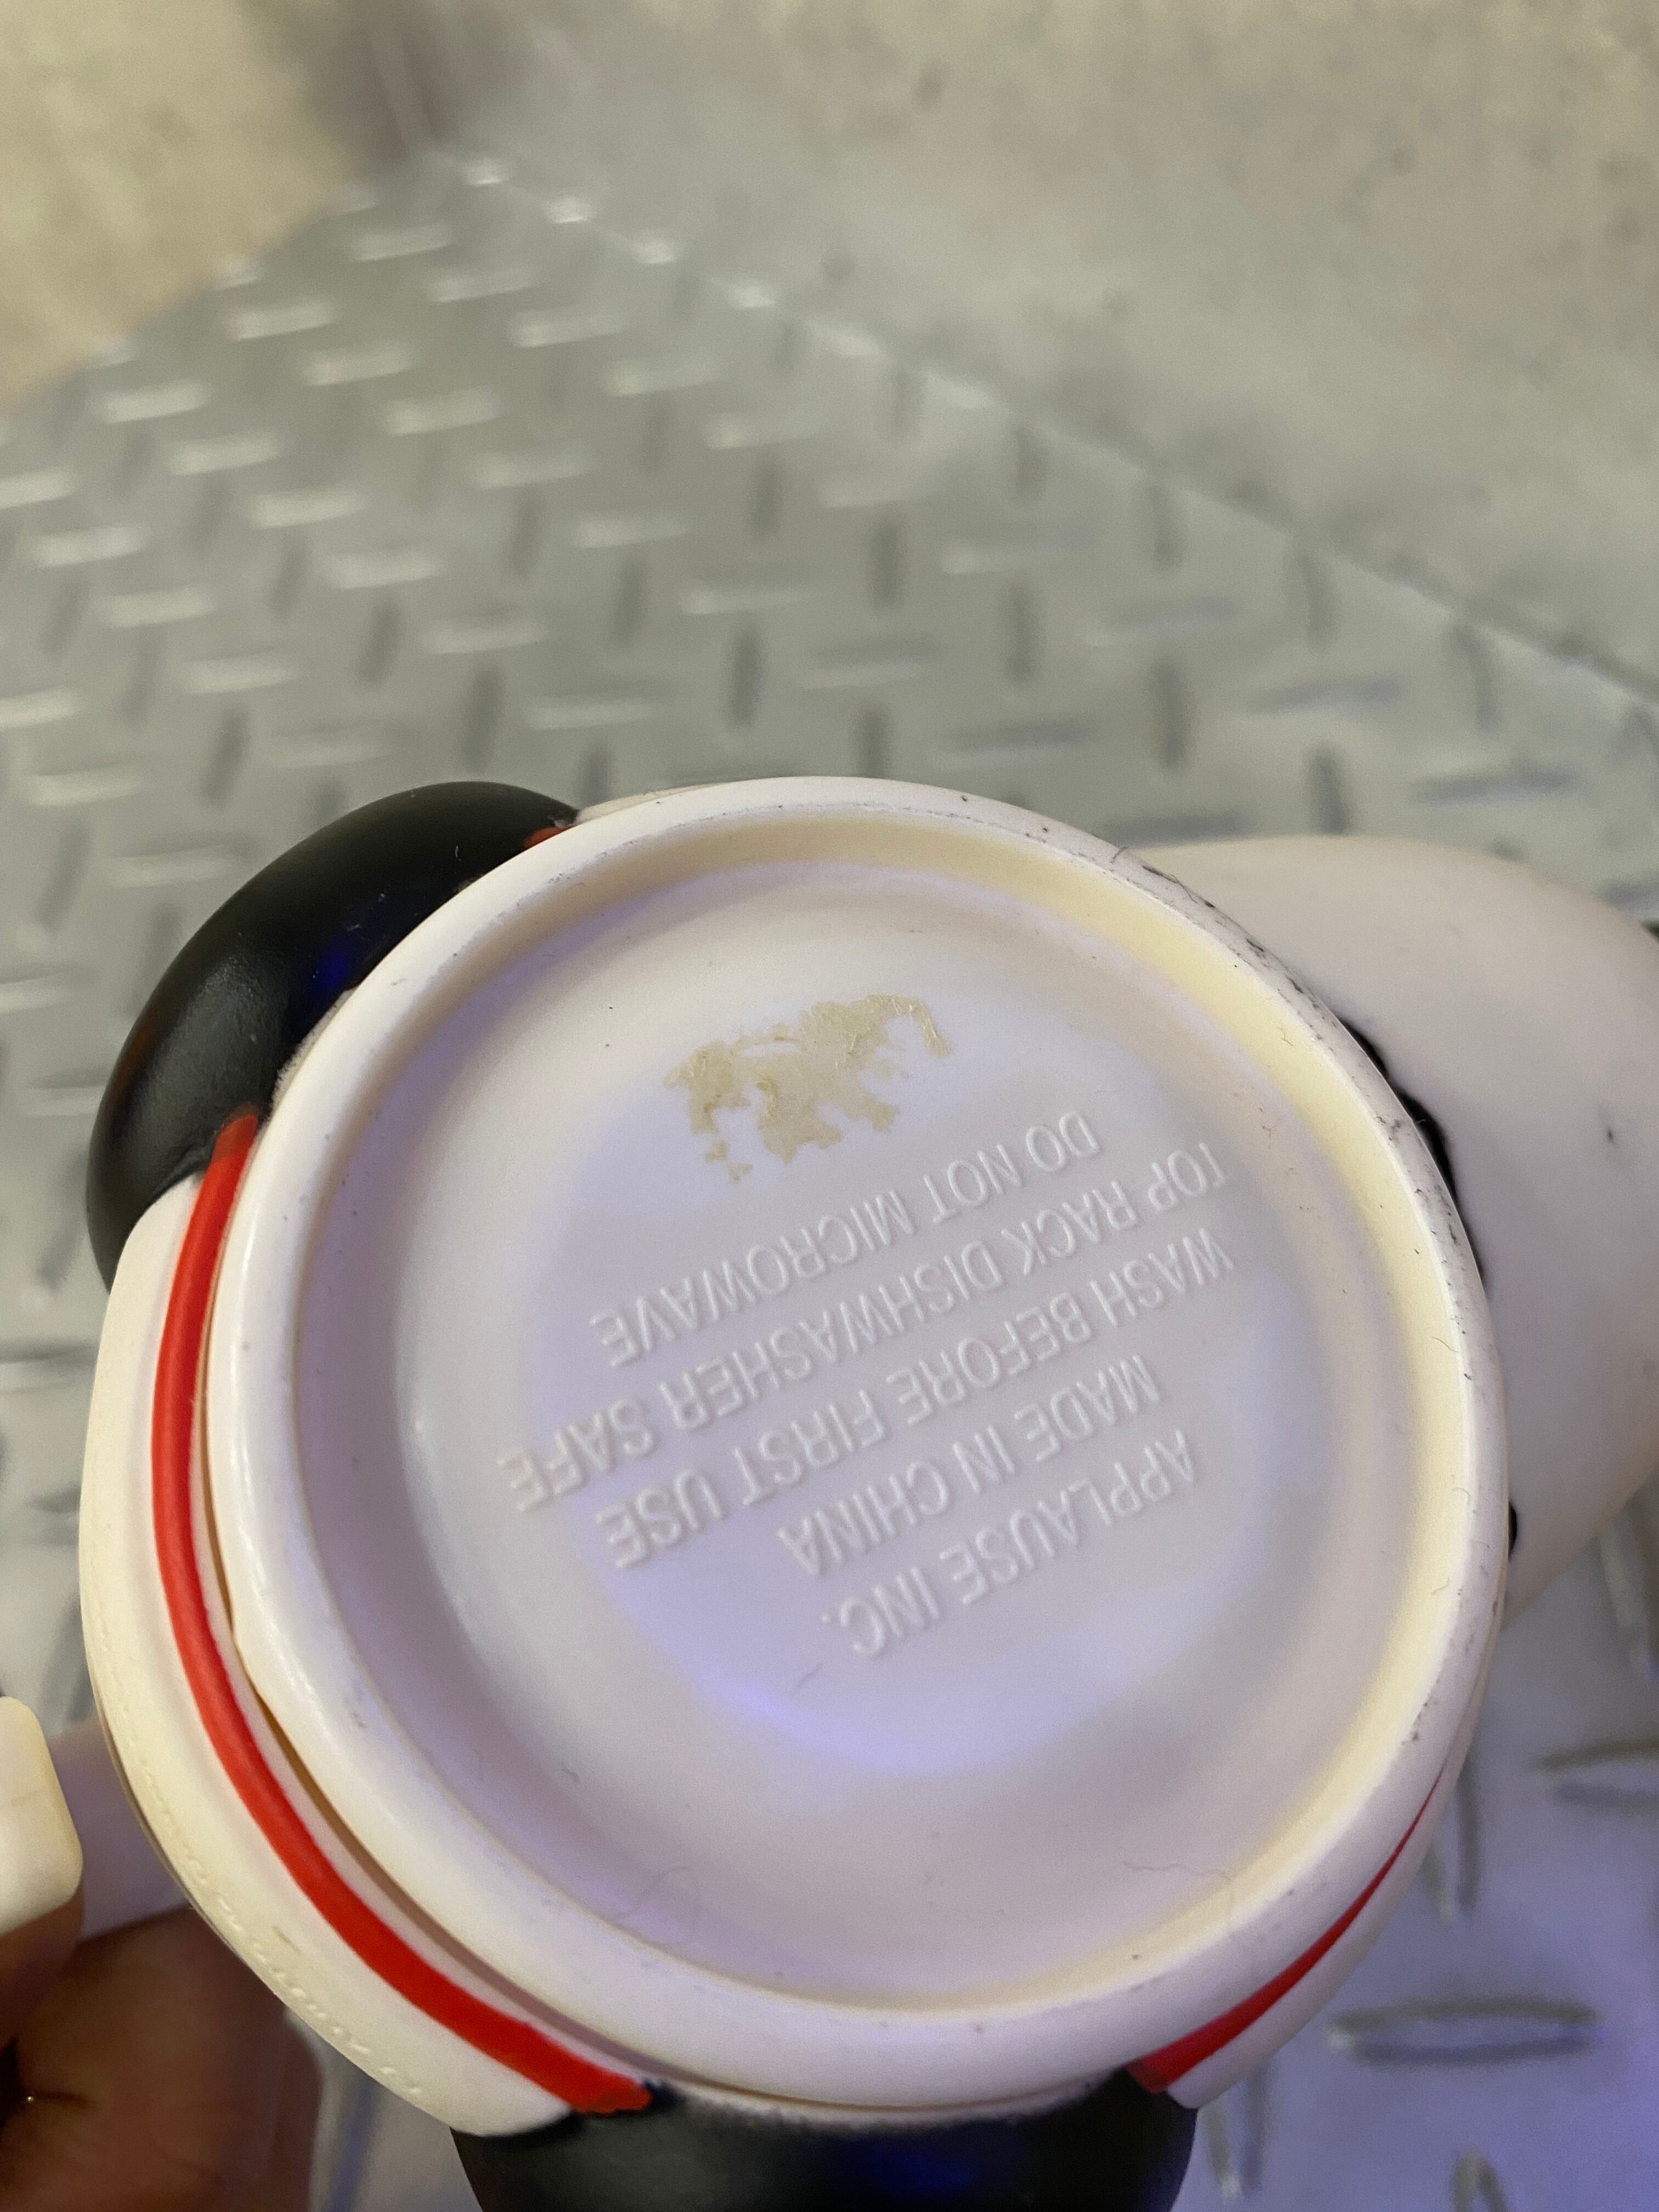 APPLAUSE INC.
MADE IN CHINA
WASH BEFORE FIRST USE
TOP RACK DISHWASHER SAFE
DO NOT MICROWAVE